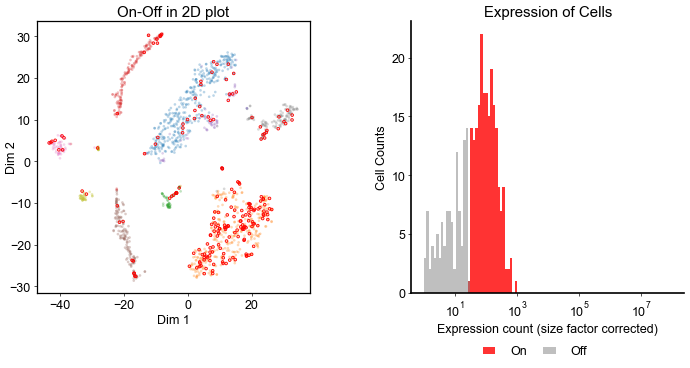 On-Off in 2D plot
Dim 2
30
20
10
0
−10
−20
−30
−40
−20
0
20
Dim 1
Expression of Cells
Cell Counts
20
15
10
5
0
10^1
10^3
10^5
10^7
Expression count (size factor corrected)
On
Off